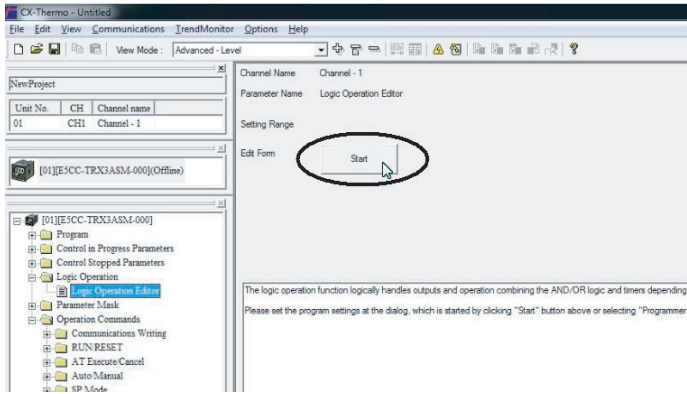 CX-Thermo - Untitled
File Edit View Communications TrendMonitor Options Help
View Mode : Advanced - Level
NewProject
Unit No. CH Channel name
01 CH1 Channel - 1
[01][E5CC-TRX3ASM-000](Offline)
[01][E5CC-TRX3ASM-000]
Program
Control in Progress Parameters
Control Stopped Parameters
Logic Operation
Logic Operation Editor
Parameter Mask
Operation Commands
Communications Writing
RUN/RESET
AT Execute/Cancel
Auto/Manual
SP Mode
Channel Name Channel - 1
Parameter Name Logic Operation Editor
Setting Range
Edit Form Start
The logic operation function logically handles outputs and operation combining the AND/OR logic and timers depending
Please set the program settings at the dialog, which is started by clicking "Start" button above or selecting "Programmer